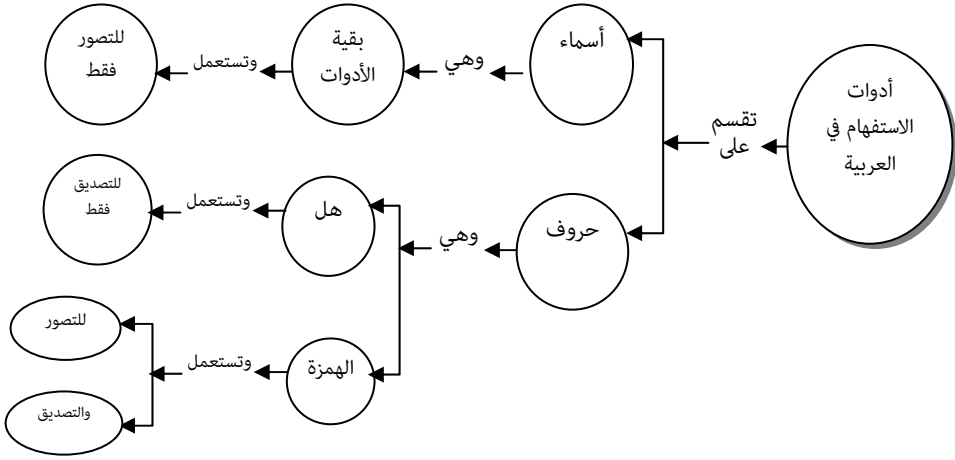 أدوات
الاستفهام في
العربية
تقسم
على
أسماء
وهي
بقية
الأدوات
وتستعمل
للتصور
فقط
حروف
وهي
هل
وتستعمل
للتصديق
فقط
الهمزة
وتستعمل
للتصور
والتصديق